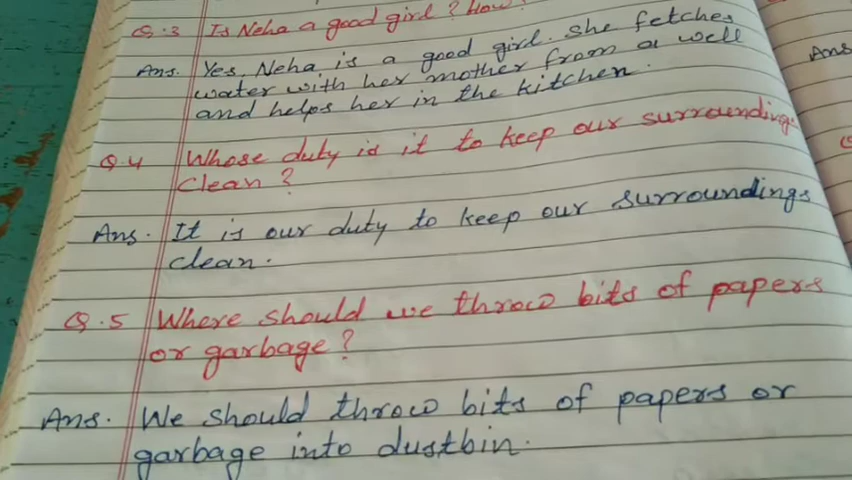 Q.3 Is Neha a good girl? How?
Ans. Yes, Neha is a good girl. She fetches
water with her mother from a well
and helps her in the kitchen.
Q.4 Whose duty is it to keep our surroundings
clean?
Ans. It is our duty to keep our surroundings
clean.
Q.5 Where should we throw bits of papers
or garbage?
Ans. We should throw bits of papers or
garbage into dustbin.
Ans